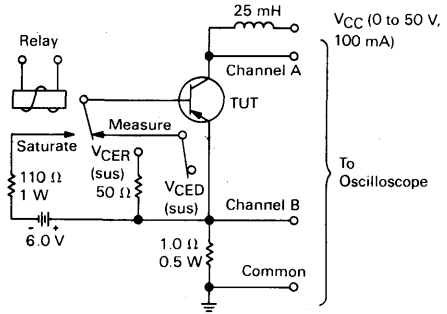 25 mH
VCC (0 to 50 V,
100 mA)
Relay
Channel A
TUT
Measure
Saturate
VCER
(sus)
50 Ω
VCED
(sus)
110 Ω
1 W
To
Oscilloscope
Channel B
- +
6.0 V
1.0 Ω
0.5 W
Common